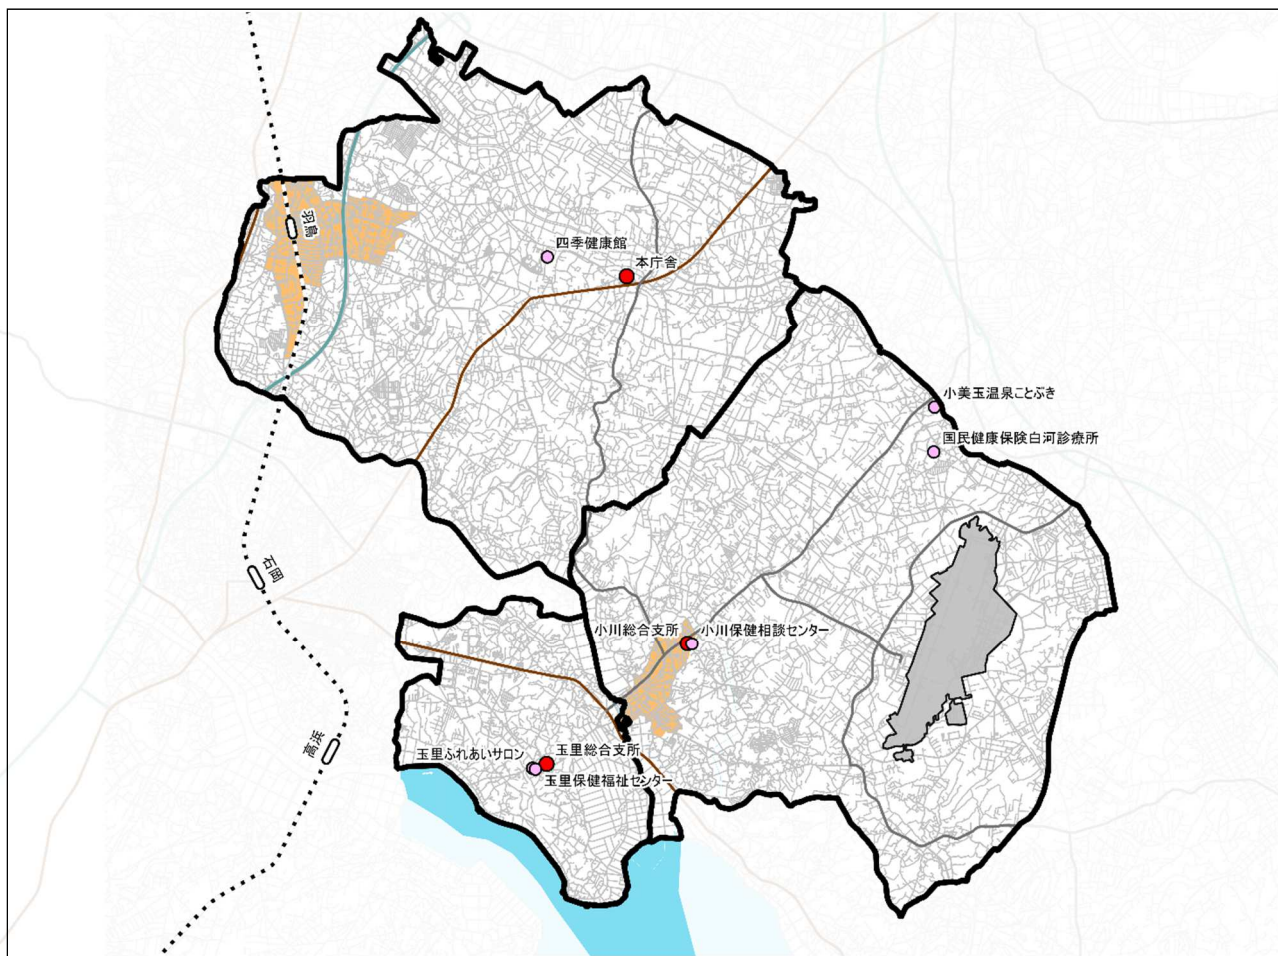 羽鳥
四季健康館
本庁舎
小美玉温泉ことぶき
国民健康保険白河診療所
石岡
小川総合支所
小川保健相談センター
高浜
玉里ふれあいサロン
玉里総合支所
玉里保健福祉センター